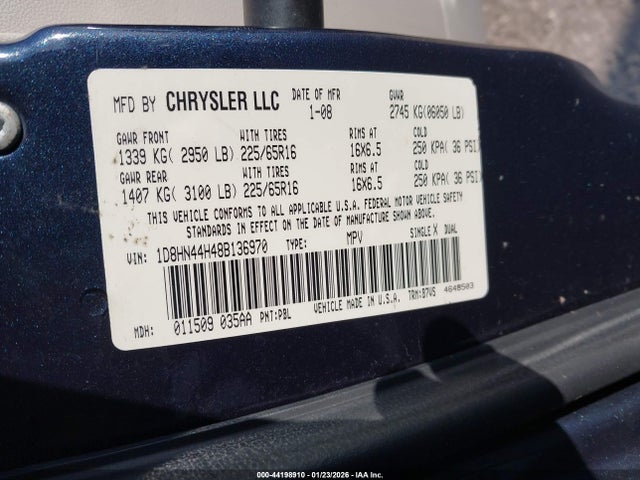 MFD BY CHRYSLER LLC DATE OF MFR 1-08 GVWR 2745 KG(06050 LB)
GAWR FRONT WITH TIRES RIMS AT COLD
1339 KG( 2950 LB) 225/65R16 16X6.5 250 KPA( 36 PSI)
GAWR REAR WITH TIRES RIMS AT COLD
1407 KG( 3100 LB) 225/65R16 16X6.5 250 KPA( 36 PSI)
THIS VEHICLE CONFORMS TO ALL APPLICABLE U.S.A. FEDERAL MOTOR VEHICLE SAFETY
STANDARDS IN EFFECT ON THE DATE OF MANUFACTURE SHOWN ABOVE.
VIN: 1D8HN44H48B136970 TYPE: MPV SINGLE X DUAL
MDH: 011509 035AA PNT:PBL VEHICLE MADE IN U.S.A. TRM:97VS 4648503
000-44198910 - 01/23/2026 - IAA Inc.